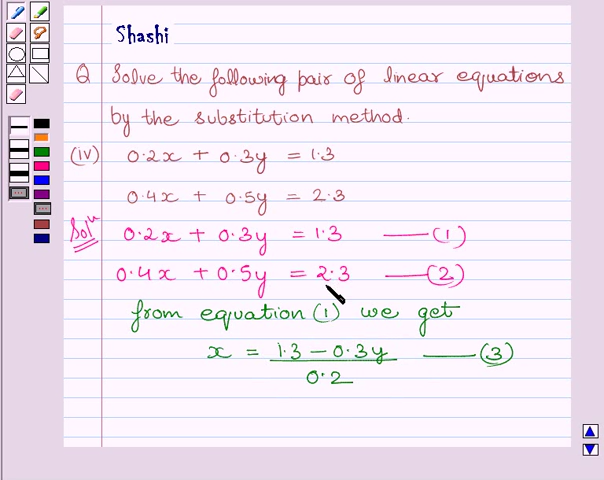 Shashi
Q Solve the following pair of linear equations
by the substitution method.
(iv) 0.2x + 0.3y = 1.3
0.4x + 0.5y = 2.3
Solⁿ 0.2x + 0.3y = 1.3 —(1)
0.4x + 0.5y = 2.3 —(2)
from equation (1) we get
x = 1.3 - 0.3y —(3)
0.2